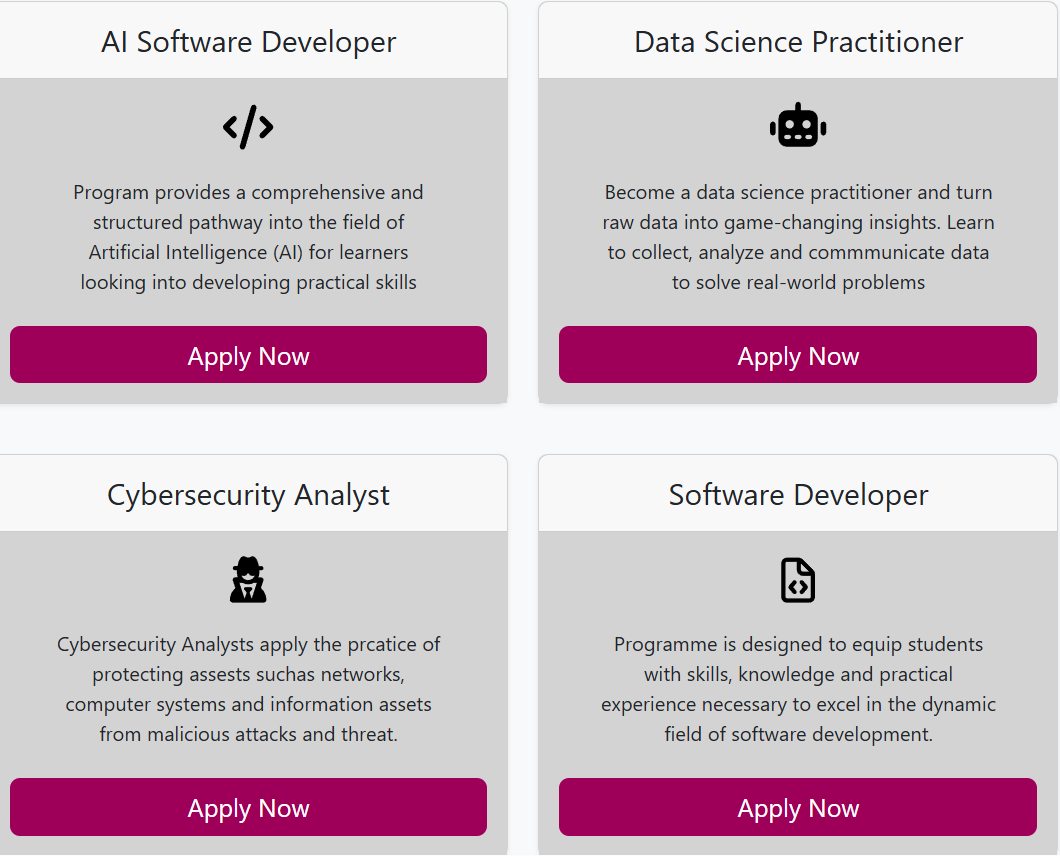 AI Software Developer
Program provides a comprehensive and
structured pathway into the field of
Artificial Intelligence (AI) for learners
looking into developing practical skills
Apply Now
Data Science Practitioner
Become a data science practitioner and turn
raw data into game-changing insights. Learn
to collect, analyze and commmunicate data
to solve real-world problems
Apply Now
Cybersecurity Analyst
Cybersecurity Analysts apply the prcatice of
protecting assests suchas networks,
computer systems and information assets
from malicious attacks and threat.
Apply Now
Software Developer
Programme is designed to equip students
with skills, knowledge and practical
experience necessary to excel in the dynamic
field of software development.
Apply Now